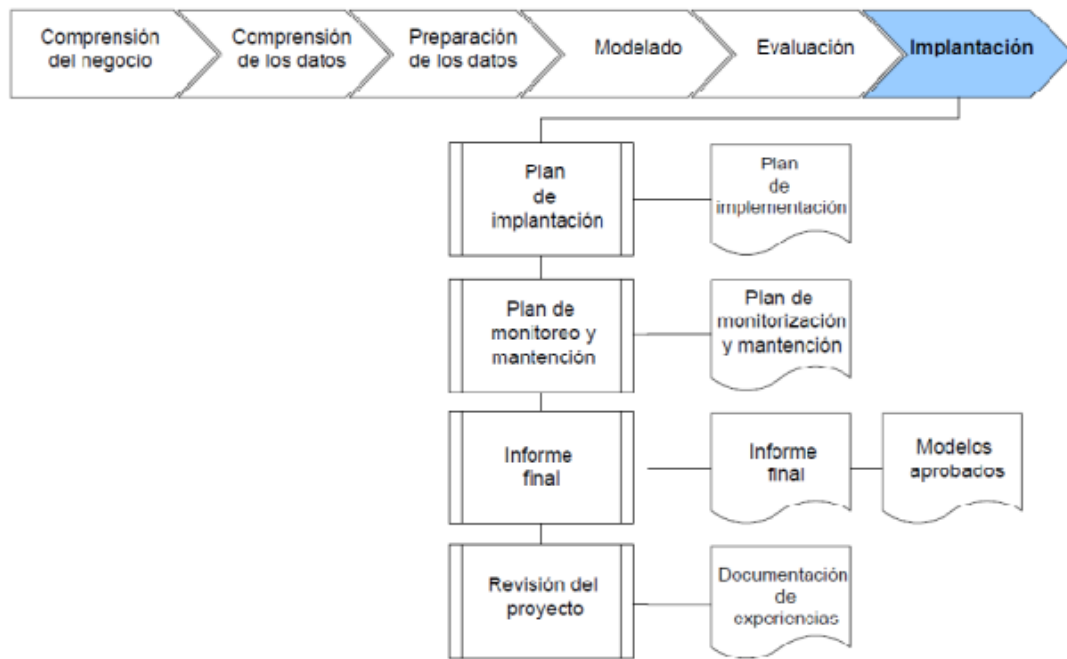 Comprensión
del negocio
Comprensión
de los datos
Preparación
de los datos
Modelado
Evaluación
Implantación
Plan
de
implantación
Plan
de
implementación
Plan de
monitoreo y
mantención
Plan de
monitorización
y mantención
Informe
final
Informe
final
Modelos
aprobados
Revisión del
proyecto
Documentación
de
experiencias